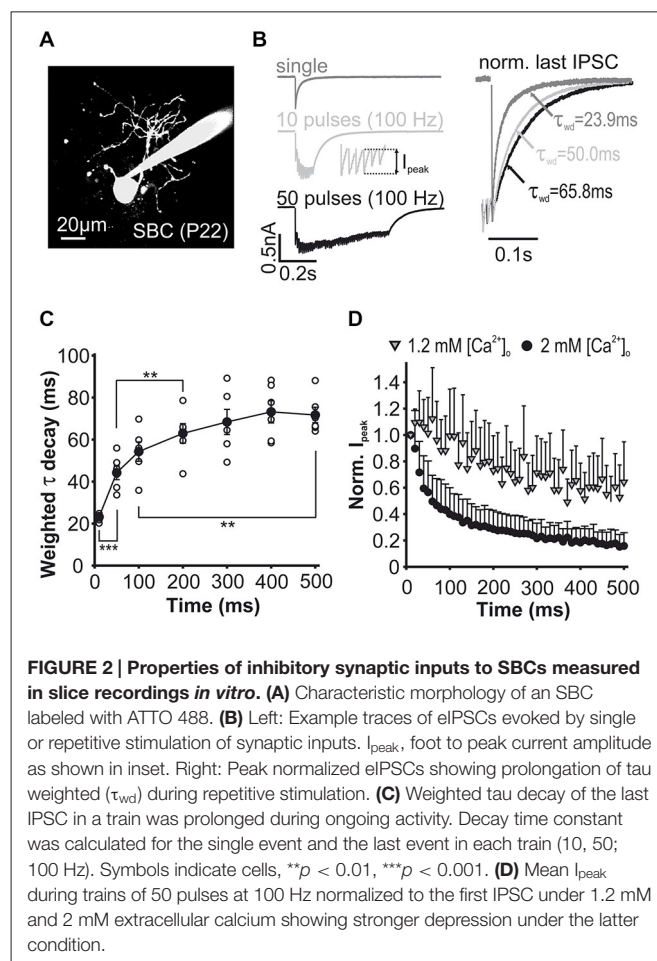 A
20µm
SBC (P22)
B
single
10 pulses (100 Hz)
I peak
50 pulses (100 Hz)
0.5nA
0.2s
norm. last IPSC
τwd=23.9ms
τwd=50.0ms
τwd=65.8ms
0.1s
C
Weighted τ decay (ms)
100
80
60
40
20
0
**
***
**
0 100 200 300 400 500
Time (ms)
D
1.2 mM [Ca²⁺]ₒ 2 mM [Ca²⁺]ₒ
Norm. I peak
1.4
1.2
1.0
0.8
0.6
0.4
0.2
0
0 100 200 300 400 500
Time (ms)
FIGURE 2 | Properties of inhibitory synaptic inputs to SBCs measured
in slice recordings in vitro. (A) Characteristic morphology of an SBC
labeled with ATTO 488. (B) Left: Example traces of eIPSCs evoked by single
or repetitive stimulation of synaptic inputs. I peak, foot to peak current amplitude
as shown in inset. Right: Peak normalized eIPSCs showing prolongation of tau
weighted (τwd) during repetitive stimulation. (C) Weighted tau decay of the last
IPSC in a train was prolonged during ongoing activity. Decay time constant
was calculated for the single event and the last event in each train (10, 50;
100 Hz). Symbols indicate cells, **p < 0.01, ***p < 0.001. (D) Mean I peak
during trains of 50 pulses at 100 Hz normalized to the first IPSC under 1.2 mM
and 2 mM extracellular calcium showing stronger depression under the latter
condition.